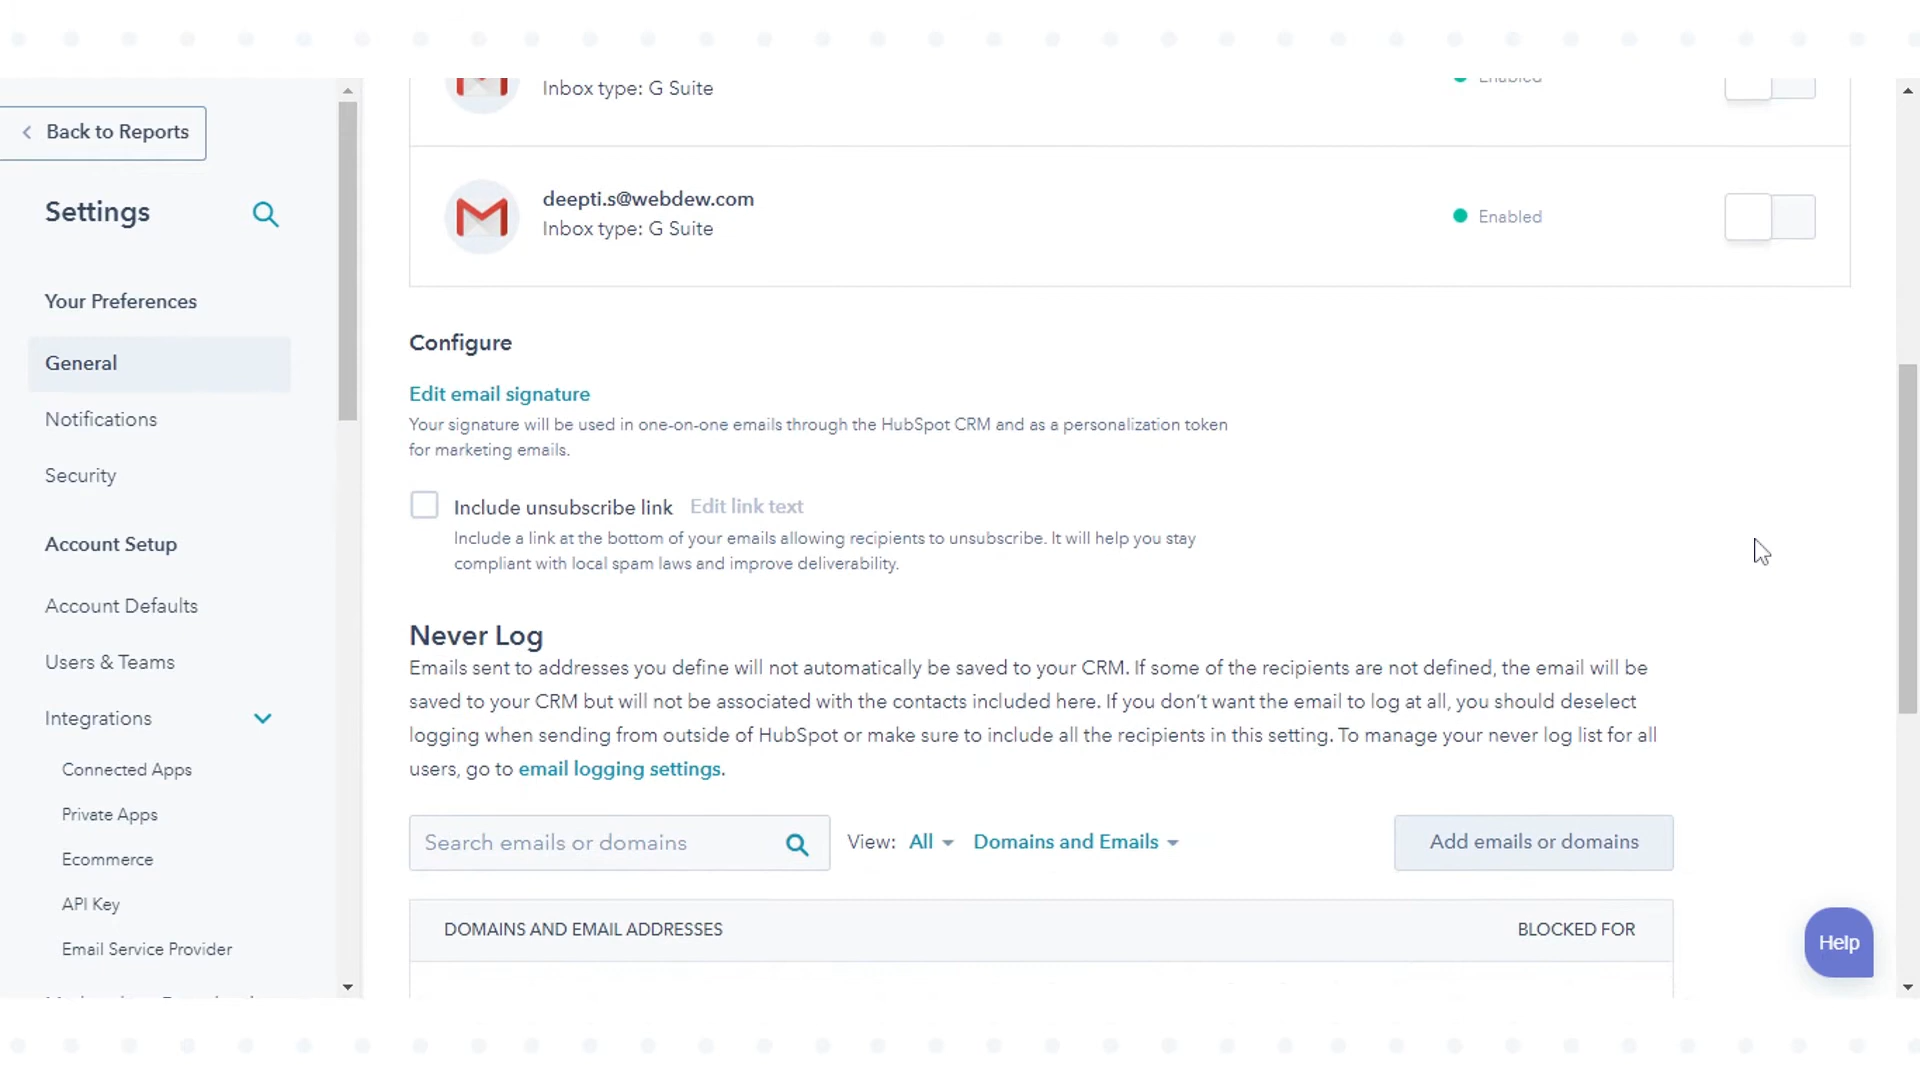 Back to Reports
Settings
Your Preferences
General
Notifications
Security
Account Setup
Account Defaults
Users & Teams
Integrations
Connected Apps
Private Apps
Ecommerce
API Key
Email Service Provider
Inbox type: G Suite
Enabled
deepti.s@webdew.com
Inbox type: G Suite
Enabled
Configure
Edit email signature
Your signature will be used in one-on-one emails through the HubSpot CRM and as a personalization token
for marketing emails.
Include unsubscribe link Edit link text
Include a link at the bottom of your emails allowing recipients to unsubscribe. It will help you stay
compliant with local spam laws and improve deliverability.
Never Log
Emails sent to addresses you define will not automatically be saved to your CRM. If some of the recipients are not defined, the email will be
saved to your CRM but will not be associated with the contacts included here. If you don't want the email to log at all, you should deselect
logging when sending from outside of HubSpot or make sure to include all the recipients in this setting. To manage your never log list for all
users, go to email logging settings.
Search emails or domains View: All Domains and Emails Add emails or domains
DOMAINS AND EMAIL ADDRESSES BLOCKED FOR
Help